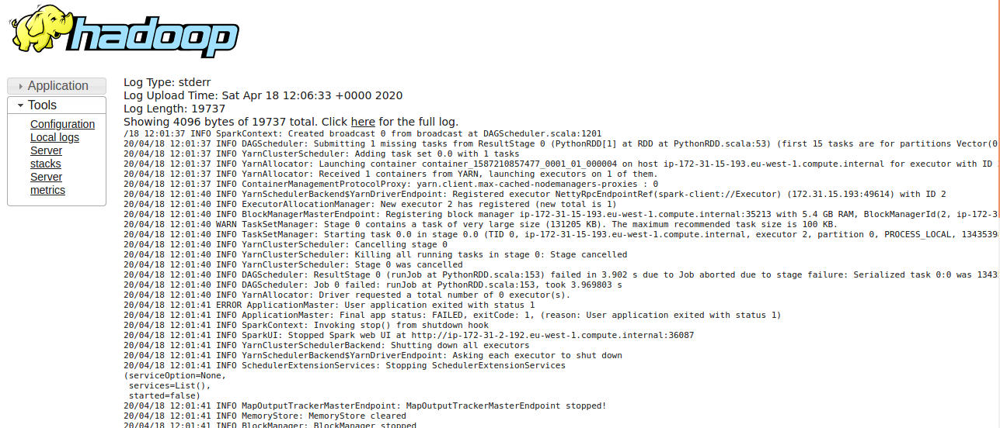 hadoop
Application
Tools
Configuration
Local logs
Server
stacks
Server
metrics
Log Type: stderr
Log Upload Time: Sat Apr 18 12:06:33 +0000 2020
Log Length: 19737
Showing 4096 bytes of 19737 total. Click here for the full log.
/18 12:01:37 INFO SparkContext: Created broadcast 0 from broadcast at DAGScheduler.scala:1201
20/04/18 12:01:37 INFO DAGScheduler: Submitting 1 missing tasks from ResultStage 0 (PythonRDD[1] at RDD at PythonRDD.scala:53) (first 15 tasks are for partitions Vector(0
20/04/18 12:01:37 INFO YarnClusterScheduler: Adding task set 0.0 with 1 tasks
20/04/18 12:01:37 INFO YarnAllocator: Launching container container_1587210857477_0001_01_000004 on host ip-172-31-15-193.eu-west-1.compute.internal for executor with ID
20/04/18 12:01:37 INFO YarnAllocator: Received 1 containers from YARN, launching executors on 1 of them.
20/04/18 12:01:37 INFO ContainerManagementProtocolProxy: yarn.client.max-cached-nodemanagers-proxies : 0
20/04/18 12:01:40 INFO YarnSchedulerBackend$YarnDriverEndpoint: Registered executor NettyRpcEndpointRef(spark-client://Executor) (172.31.15.193:49614) with ID 2
20/04/18 12:01:40 INFO ExecutorAllocationManager: New executor 2 has registered (new total is 1)
20/04/18 12:01:40 INFO BlockManagerMasterEndpoint: Registering block manager ip-172-31-15-193.eu-west-1.compute.internal:35213 with 5.4 GB RAM, BlockManagerId(2, ip-172-3
20/04/18 12:01:40 WARN TaskSetManager: Stage 0 contains a task of very large size (131205 KB). The maximum recommended task size is 100 KB.
20/04/18 12:01:40 INFO TaskSetManager: Starting task 0.0 in stage 0.0 (TID 0, ip-172-31-15-193.eu-west-1.compute.internal, executor 2, partition 0, PROCESS_LOCAL, 1343539
20/04/18 12:01:40 INFO YarnClusterScheduler: Cancelling stage 0
20/04/18 12:01:40 INFO YarnClusterScheduler: Killing all running tasks in stage 0: Stage cancelled
20/04/18 12:01:40 INFO YarnClusterScheduler: Stage 0 was cancelled
20/04/18 12:01:40 INFO DAGScheduler: ResultStage 0 (runJob at PythonRDD.scala:153) failed in 3.902 s due to Job aborted due to stage failure: Serialized task 0:0 was 1343
20/04/18 12:01:40 INFO DAGScheduler: Job 0 failed: runJob at PythonRDD.scala:153, took 3.969803 s
20/04/18 12:01:40 INFO YarnAllocator: Driver requested a total number of 0 executor(s).
20/04/18 12:01:41 ERROR ApplicationMaster: User application exited with status 1
20/04/18 12:01:41 INFO ApplicationMaster: Final app status: FAILED, exitCode: 1, (reason: User application exited with status 1)
20/04/18 12:01:41 INFO SparkContext: Invoking stop() from shutdown hook
20/04/18 12:01:41 INFO SparkUI: Stopped Spark web UI at http://ip-172-31-2-192.eu-west-1.compute.internal:36087
20/04/18 12:01:41 INFO YarnClusterSchedulerBackend: Shutting down all executors
20/04/18 12:01:41 INFO YarnSchedulerBackend$YarnDriverEndpoint: Asking each executor to shut down
20/04/18 12:01:41 INFO SchedulerExtensionServices: Stopping SchedulerExtensionServices
(serviceOption=None,
services=List(),
started=false)
20/04/18 12:01:41 INFO MapOutputTrackerMasterEndpoint: MapOutputTrackerMasterEndpoint stopped!
20/04/18 12:01:41 INFO MemoryStore: MemoryStore cleared
20/04/18 12:01:41 INFO BlockManager: BlockManager stopped